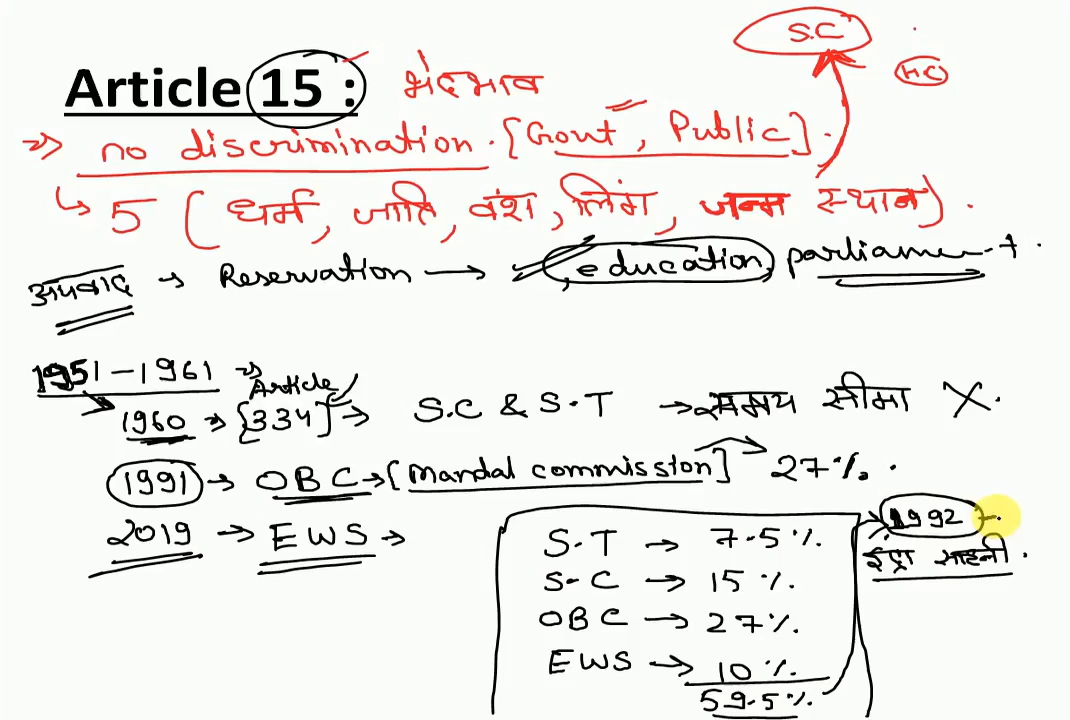 S.C
HC
Article 15 : भेदभाव
no discrimination. [Govt, Public].
5 (धर्म, जाति, वंश, लिंग, जन्म स्थान).
अपवाद → Reservation → education, parliament.
1951-1961 ⇒
Article
1960 → [334] → S.C & S.T → समय सीमा X.
1991 → OBC → [Mandal commission] 27%.
2019 → EWS →
1992 -
इंद्रा साहनी.
S.T → 7.5%.
S-C → 15%.
OBC → 27%.
EWS → 10%.
59.5%.